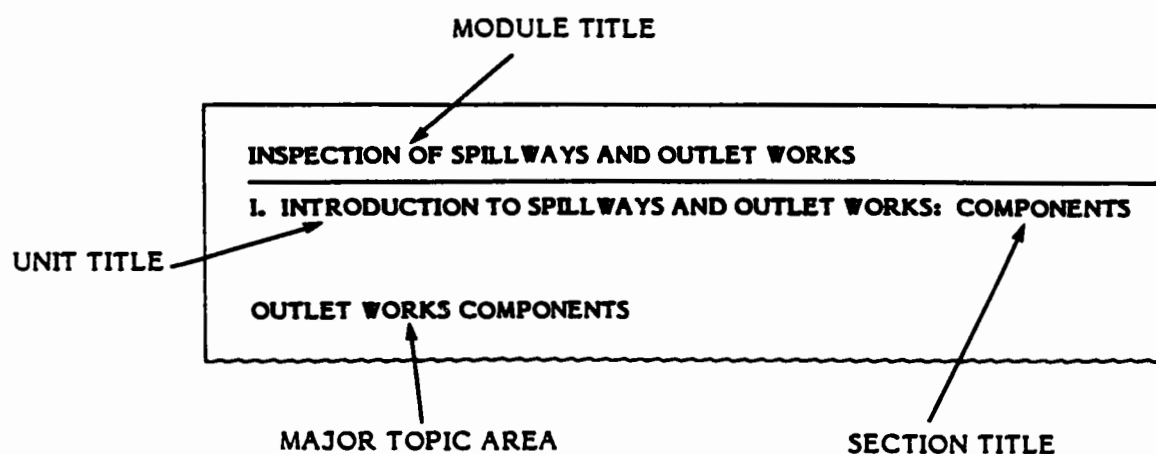 MODULE TITLE
INSPECTION OF SPILLWAYS AND OUTLET WORKS
I. INTRODUCTION TO SPILLWAYS AND OUTLET WORKS: COMPONENTS
UNIT TITLE
OUTLET WORKS COMPONENTS
MAJOR TOPIC AREA
SECTION TITLE